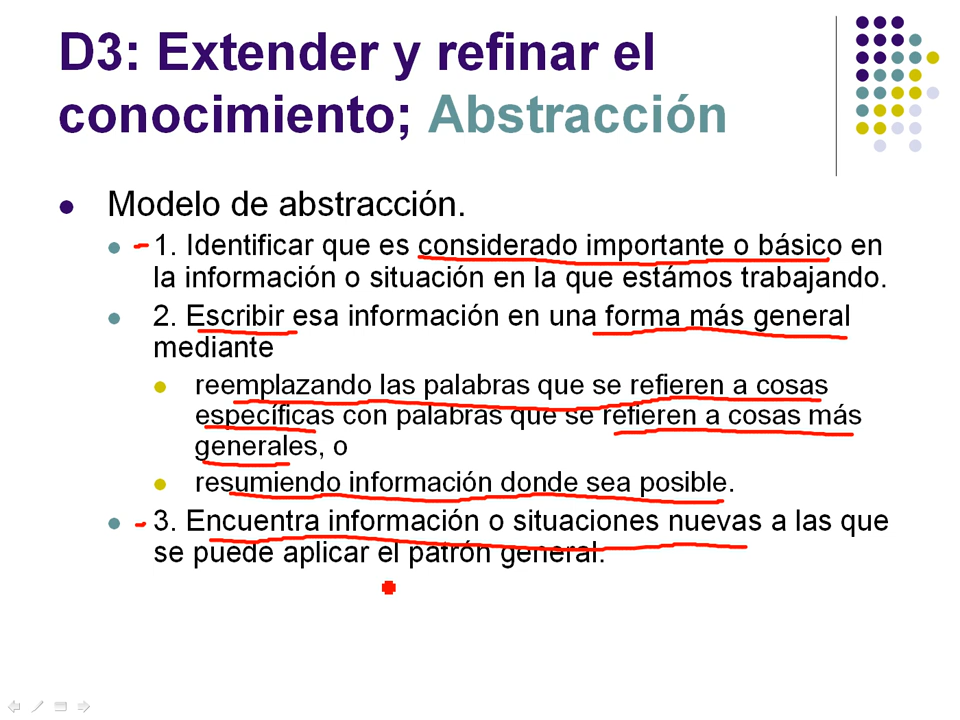 D3: Extender y refinar el
conocimiento; Abstracción
Modelo de abstracción.
1. Identificar que es considerado importante o básico en
la información o situación en la que estámos trabajando.
2. Escribir esa información en una forma más general
mediante
reemplazando las palabras que se refieren a cosas
específicas con palabras que se refieren a cosas más
generales, o
resumiendo información donde sea posible.
3. Encuentra información o situaciones nuevas a las que
se puede aplicar el patrón general.